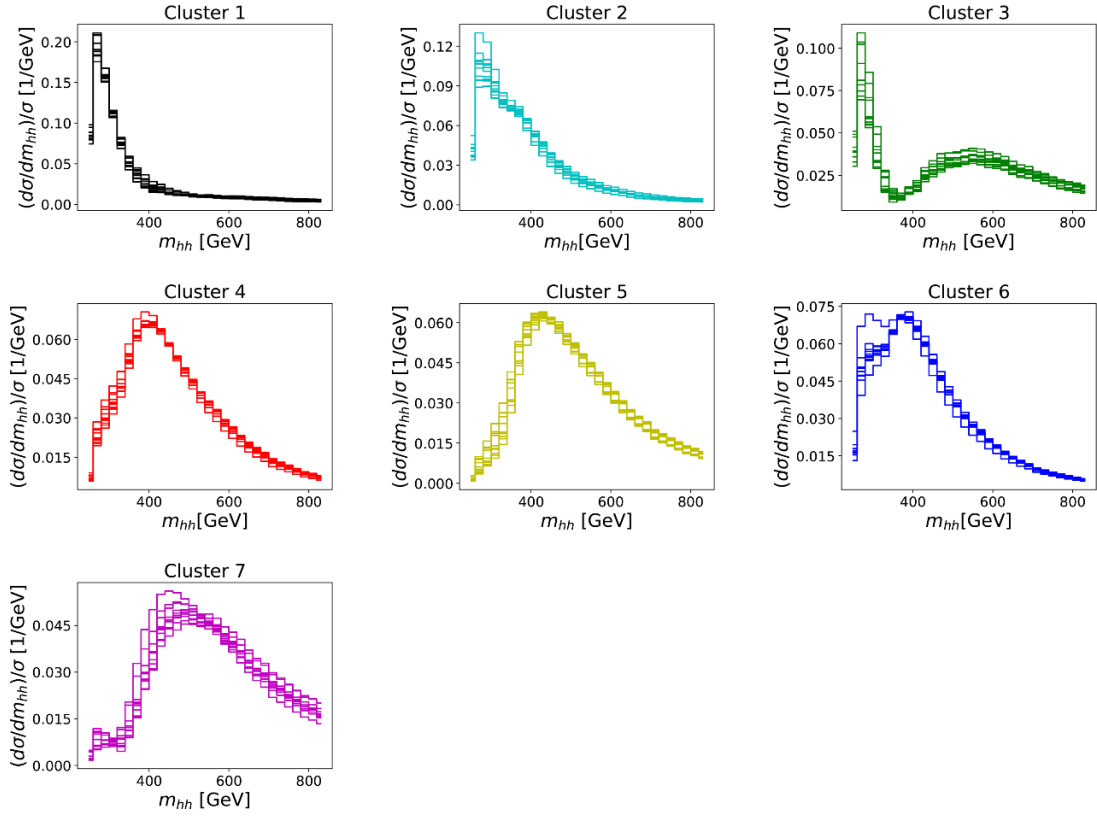 Cluster 1
(dσ/dm_hh)/σ [1/GeV]
0.20
0.15
0.10
0.05
0.00
400
600
800
m_hh [GeV]
Cluster 2
(dσ/dm_hh)/σ [1/GeV]
0.12
0.09
0.06
0.03
0.00
400
600
800
m_hh[GeV]
Cluster 3
(dσ/dm_hh)/σ [1/GeV]
0.100
0.075
0.050
0.025
400
600
800
m_hh [GeV]
Cluster 4
(dσ/dm_hh)/σ [1/GeV]
0.060
0.045
0.030
0.015
400
600
800
m_hh[GeV]
Cluster 5
(dσ/dm_hh)/σ [1/GeV]
0.060
0.045
0.030
0.015
0.000
400
600
800
m_hh[GeV]
Cluster 6
(dσ/dm_hh)/σ [1/GeV]
0.075
0.060
0.045
0.030
0.015
400
600
800
m_hh[GeV]
Cluster 7
(dσ/dm_hh)/σ [1/GeV]
0.045
0.030
0.015
0.000
400
600
800
m_hh [GeV]